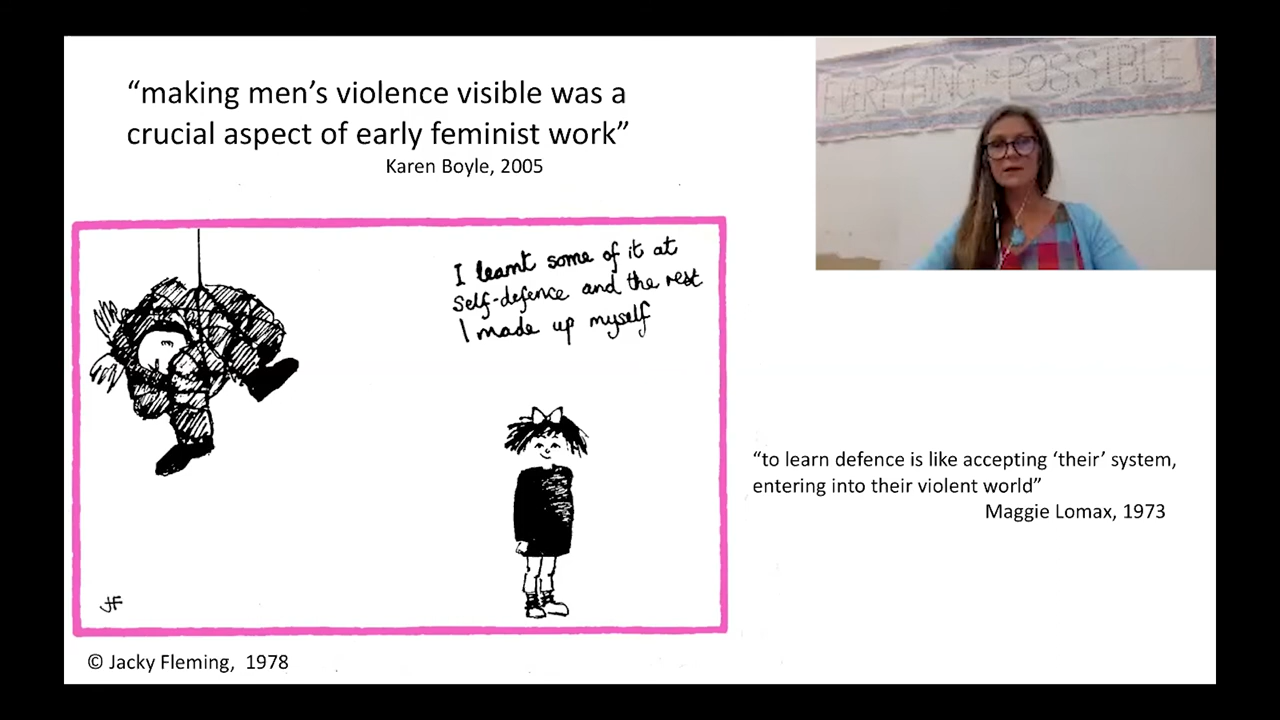 “making men’s violence visible was a
crucial aspect of early feminist work”
Karen Boyle, 2005
EVERYTHING is POSSIBLE
I learnt some of it at
self-defence and the rest
I made up myself
“to learn defence is like accepting ‘their’ system,
entering into their violent world”
Maggie Lomax, 1973
JF
© Jacky Fleming, 1978